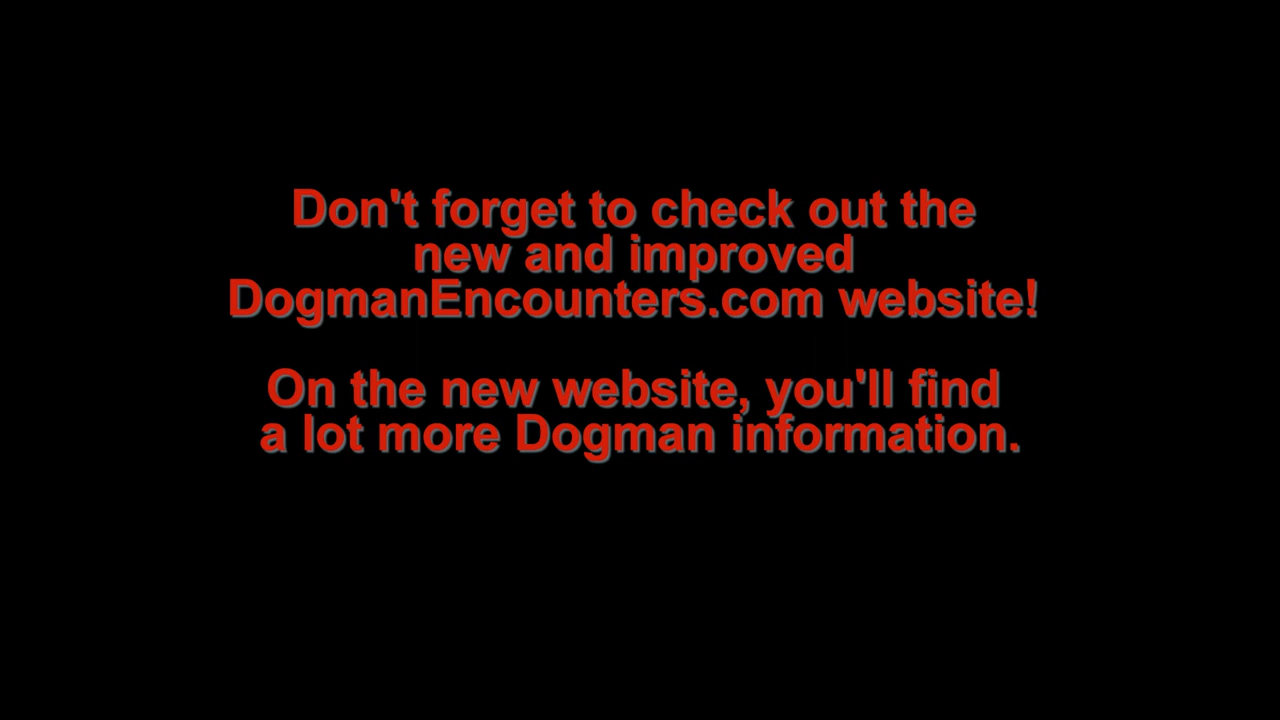 Don't forget to check out the
new and improved
DogmanEncounters.com website!
On the new website, you'll find
a lot more Dogman information.